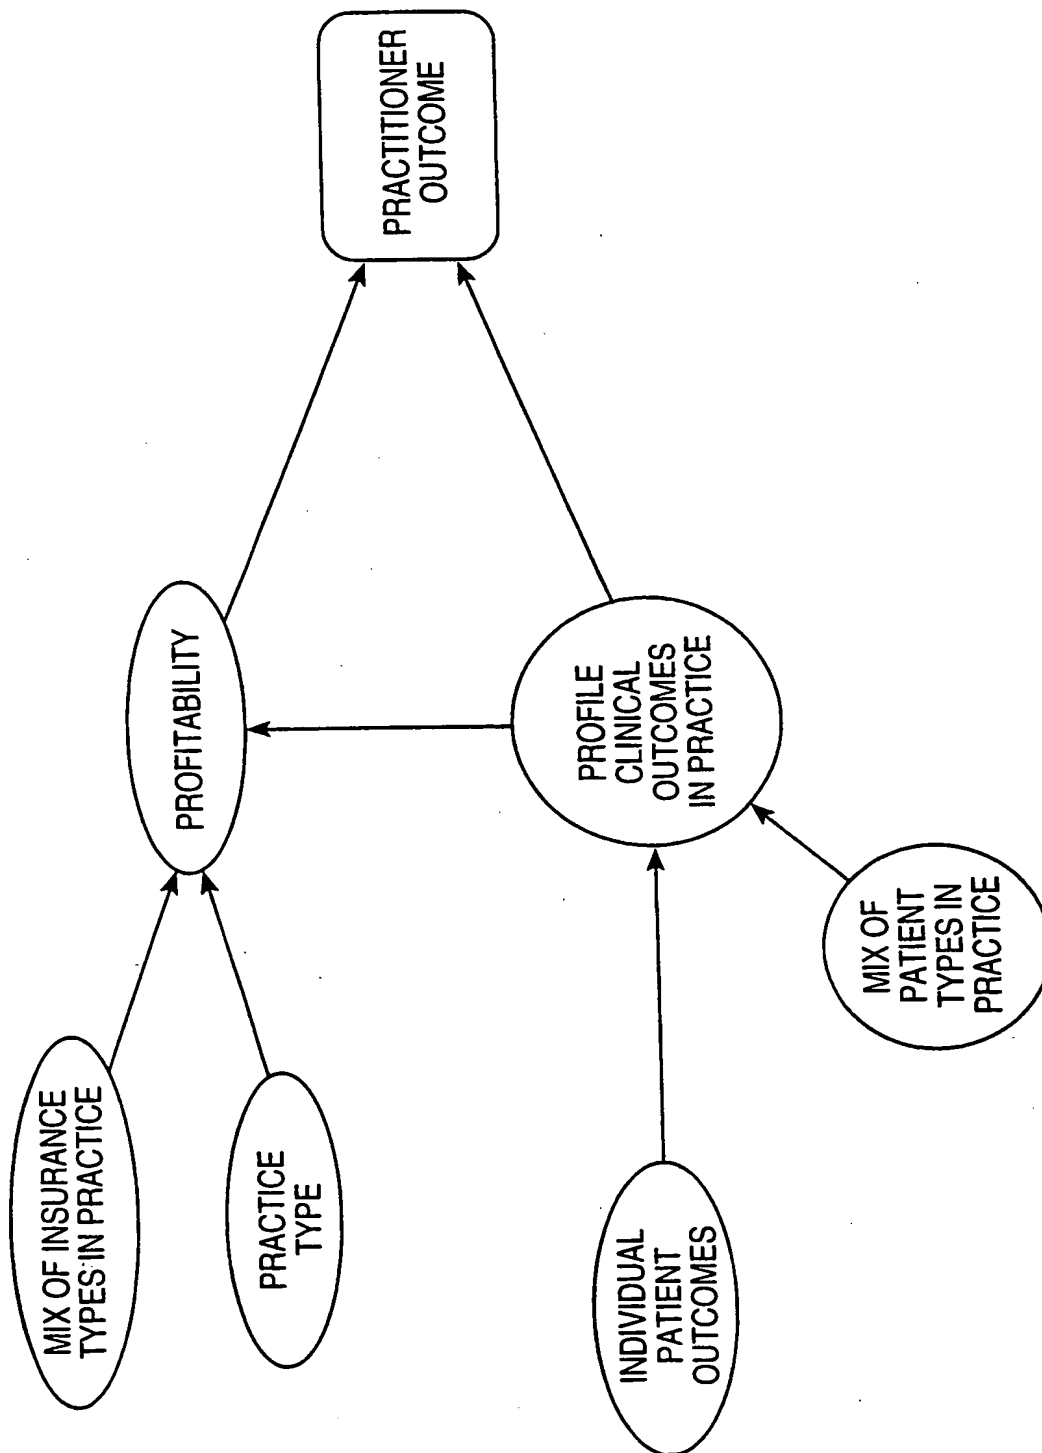 MIX OF INSURANCE
TYPES IN PRACTICE
PRACTICE
TYPE
PROFITABILITY
INDIVIDUAL
PATIENT
OUTCOMES
PROFILE
CLINICAL
OUTCOMES
IN PRACTICE
MIX OF
PATIENT
TYPES IN
PRACTICE
PRACTITIONER
OUTCOME